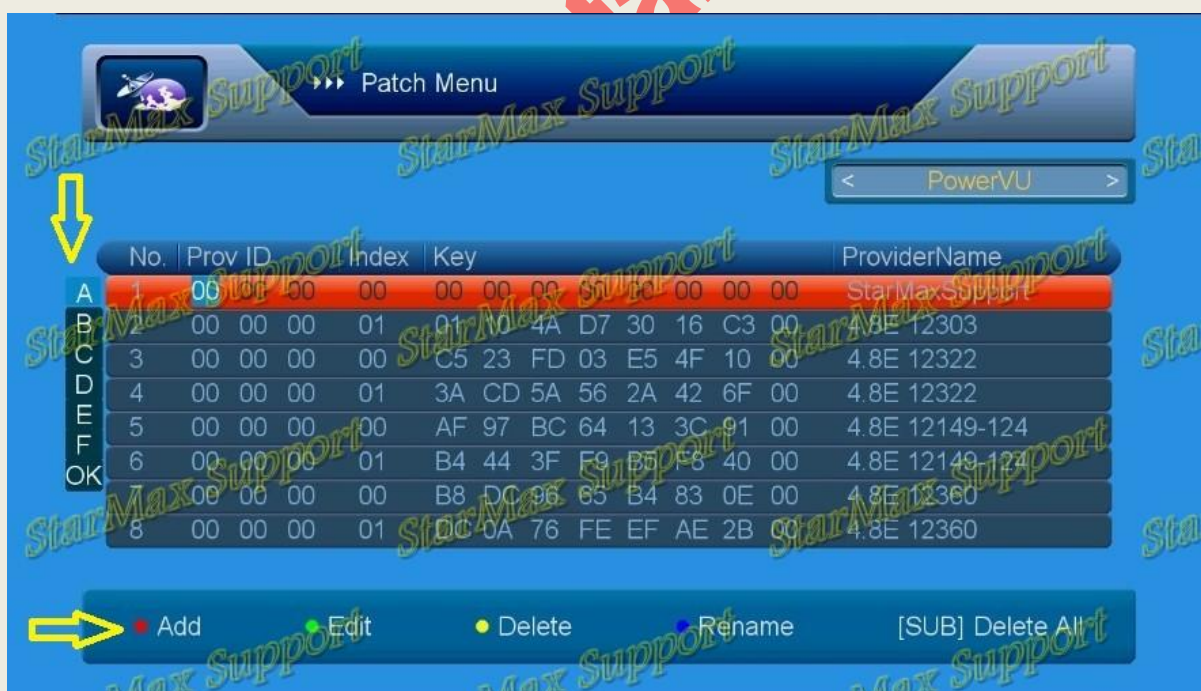 Patch Menu
< PowerVU >
No. Prov ID Index Key ProviderName
A 1 00 00 00 00 00 00 00 00 00 00 00 00 StarMaxSupport
B 2 00 00 00 01 01 10 4A D7 30 16 C3 00 4.8E 12303
C 3 00 00 00 00 C5 23 FD 03 E5 4F 10 00 4.8E 12322
D 4 00 00 00 01 3A CD 5A 56 2A 42 6F 00 4.8E 12322
E 5 00 00 00 00 AF 97 BC 64 13 3C 91 00 4.8E 12149-124
F 6 00 00 00 01 B4 44 3F F9 B5 F8 40 00 4.8E 12149-124
OK 7 00 00 00 00 B8 DC 96 65 B4 83 0E 00 4.8E 12360
8 00 00 00 01 DC 0A 76 FE EF AE 2B 00 4.8E 12360
Add Edit Delete Rename [SUB] Delete All
StarMax Support
StarMax Support
StarMax Support